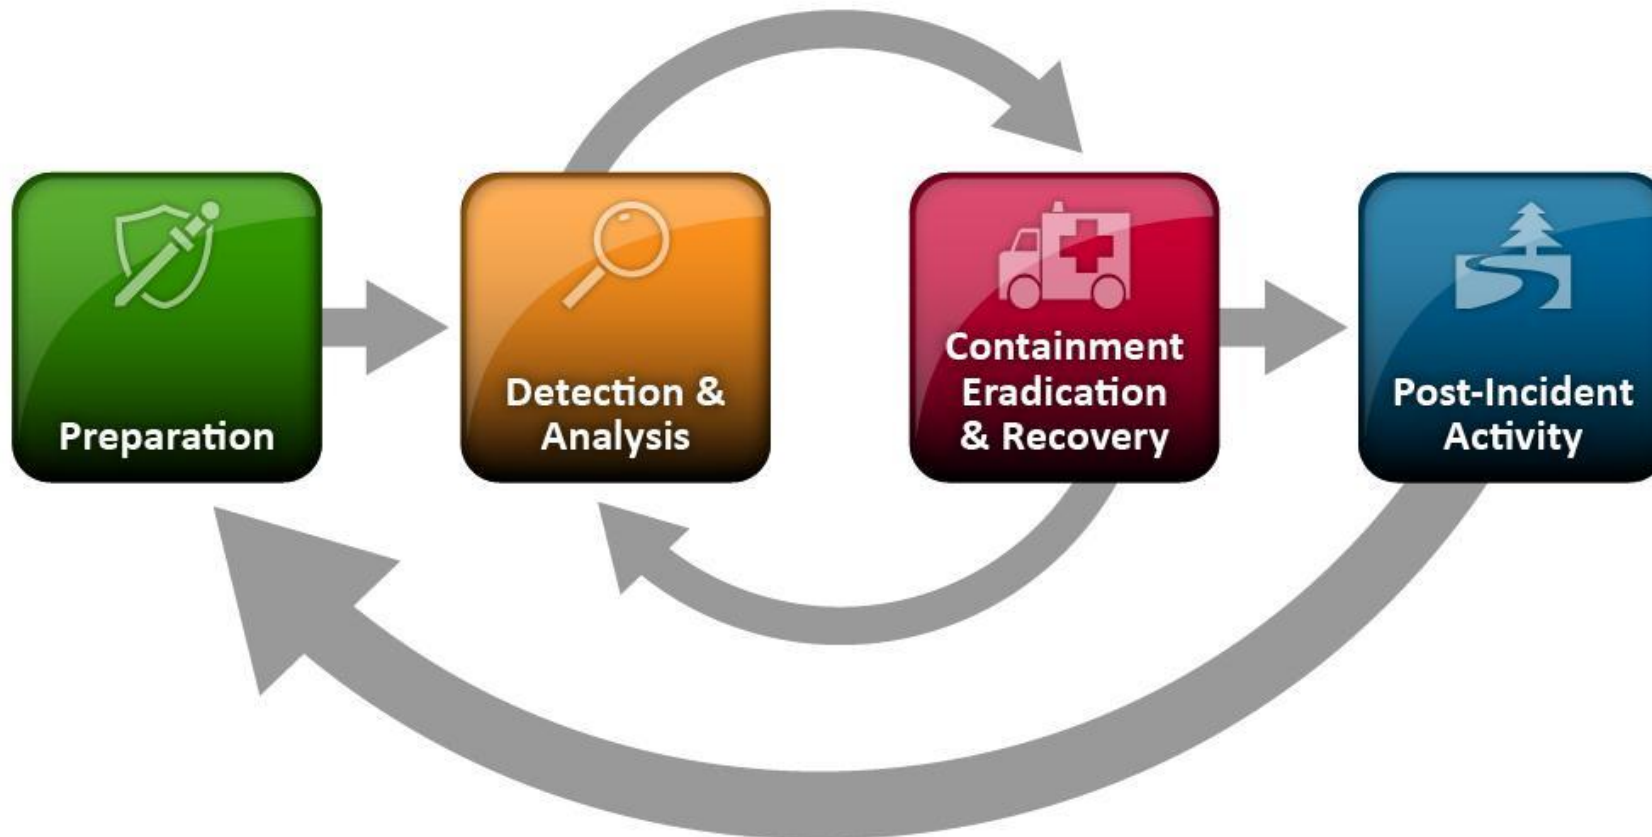 Preparation
Detection &
Analysis
Containment
Eradication
& Recovery
Post-Incident
Activity